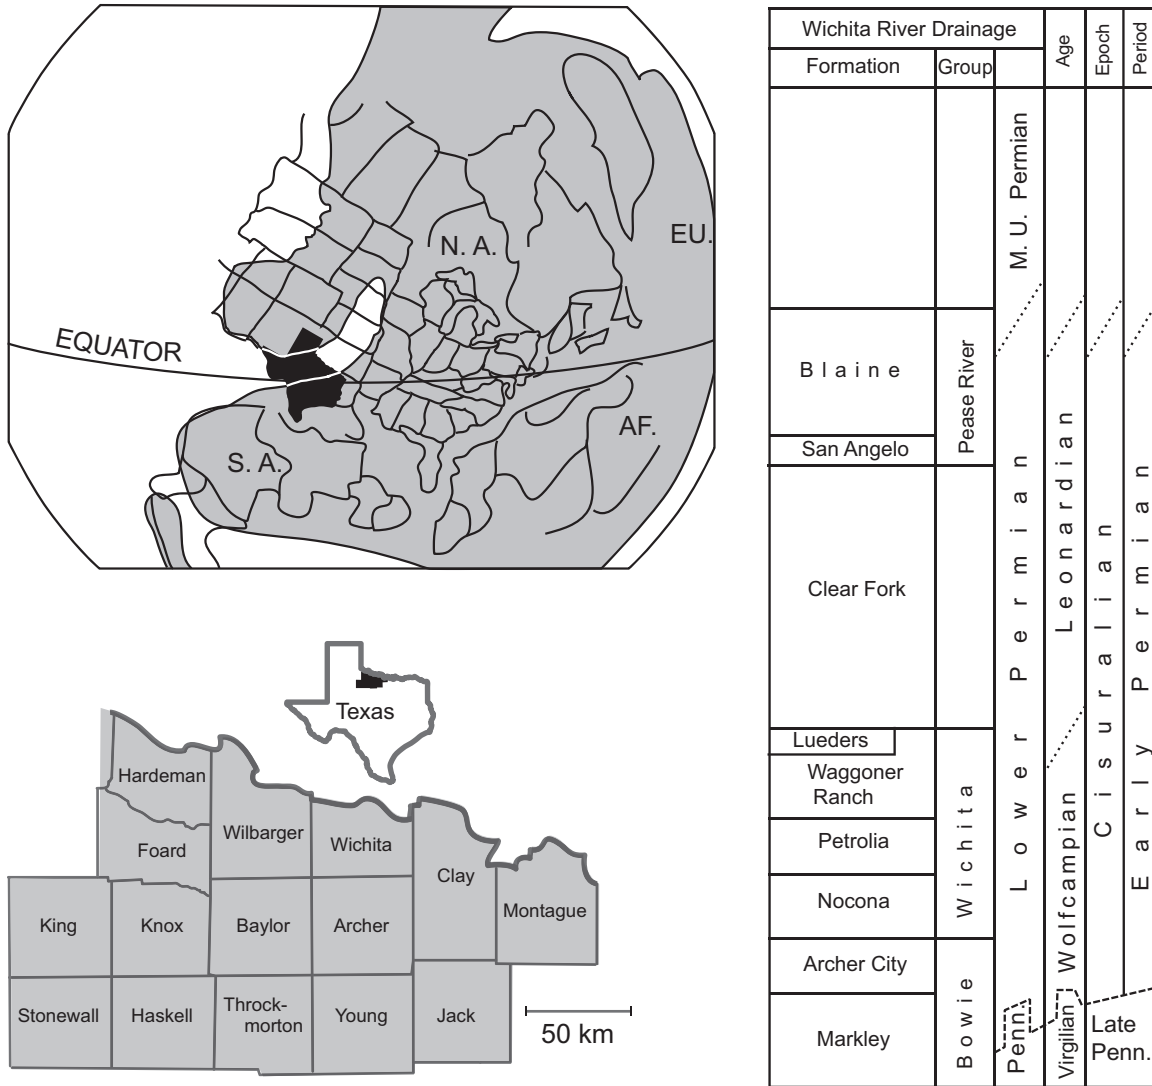 N. A.
EU.
EQUATOR
AF.
S. A.
Texas
Hardeman
Wilbarger
Wichita
Foard
Clay
Montague
King
Knox
Baylor
Archer
Stonewall
Haskell
Throck-
morton
Young
Jack
50 km
Wichita River Drainage
Formation
Group
Age
Epoch
Period
Blaine
San Angelo
Clear Fork
Lueders
Waggoner
Ranch
Petrolia
Nocona
Archer City
Markley
Pease River
Wichita
Bowie
M. U. Permian
Lower Permian
Penn.
Leonardian
Wolfcampian
Virgilian
Cisuralian
Early Permian
Late
Penn.